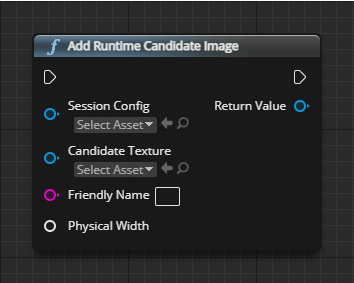 f Add Runtime Candidate Image
Session Config Return Value
Select Asset
Candidate Texture
Select Asset
Friendly Name
Physical Width